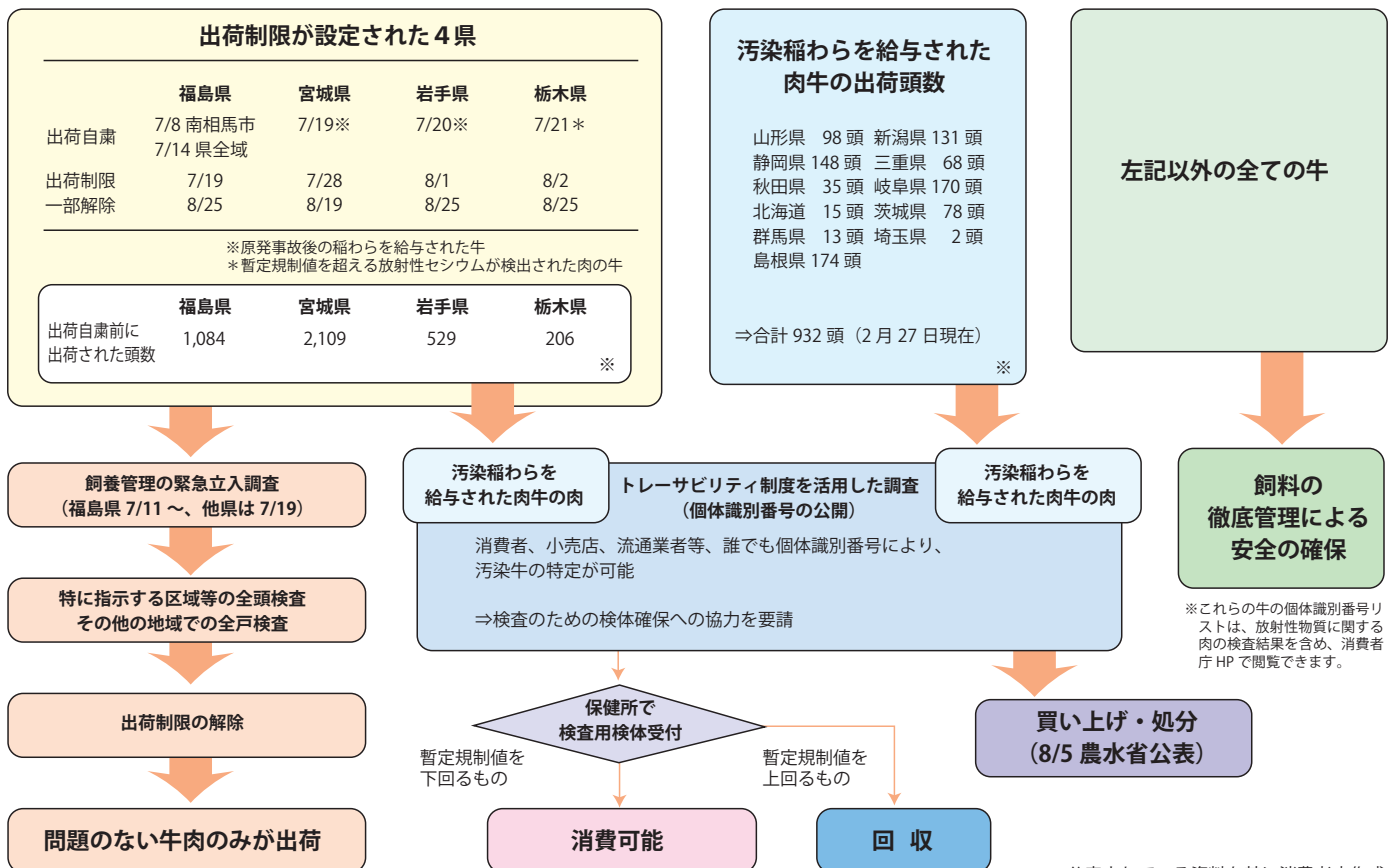 出荷制限が設定された４県
福島県 宮城県 岩手県 栃木県
出荷自粛 7/8 南相馬市 7/19※ 7/20※ 7/21＊
7/14 県全域
出荷制限 7/19 7/28 8/1 8/2
一部解除 8/25 8/19 8/25 8/25
※原発事故後の稲わらを給与された牛
＊暫定規制値を超える放射性セシウムが検出された肉の牛
福島県 宮城県 岩手県 栃木県
出荷自粛前に
出荷された頭数 1,084 2,109 529 206
※
汚染稲わらを給与された
肉牛の出荷頭数
山形県 98 頭 新潟県 131 頭
静岡県 148 頭 三重県 68 頭
秋田県 35 頭 岐阜県 170 頭
北海道 15 頭 茨城県 78 頭
群馬県 13 頭 埼玉県 2 頭
島根県 174 頭
⇒合計 932 頭（2 月 27 日現在）
※
左記以外の全ての牛
飼養管理の緊急立入調査
（福島県 7/11 ～、他県は 7/19）
特に指示する区域等の全頭検査
その他の地域での全戸検査
出荷制限の解除
問題のない牛肉のみが出荷
汚染稲わらを
給与された肉牛の肉
トレーサビリティ制度を活用した調査
（個体識別番号の公開）
汚染稲わらを
給与された肉牛の肉
消費者、小売店、流通業者等、誰でも個体識別番号により、
汚染牛の特定が可能
⇒検査のための検体確保への協力を要請
保健所で
検査用検体受付
暫定規制値を
下回るもの
暫定規制値を
上回るもの
消費可能
回 収
買い上げ・処分
（8/5 農水省公表）
飼料の
徹底管理による
安全の確保
※これらの牛の個体識別番号リ
ストは、放射性物質に関する
肉の検査結果を含め、消費者
庁 HP で閲覧できます。